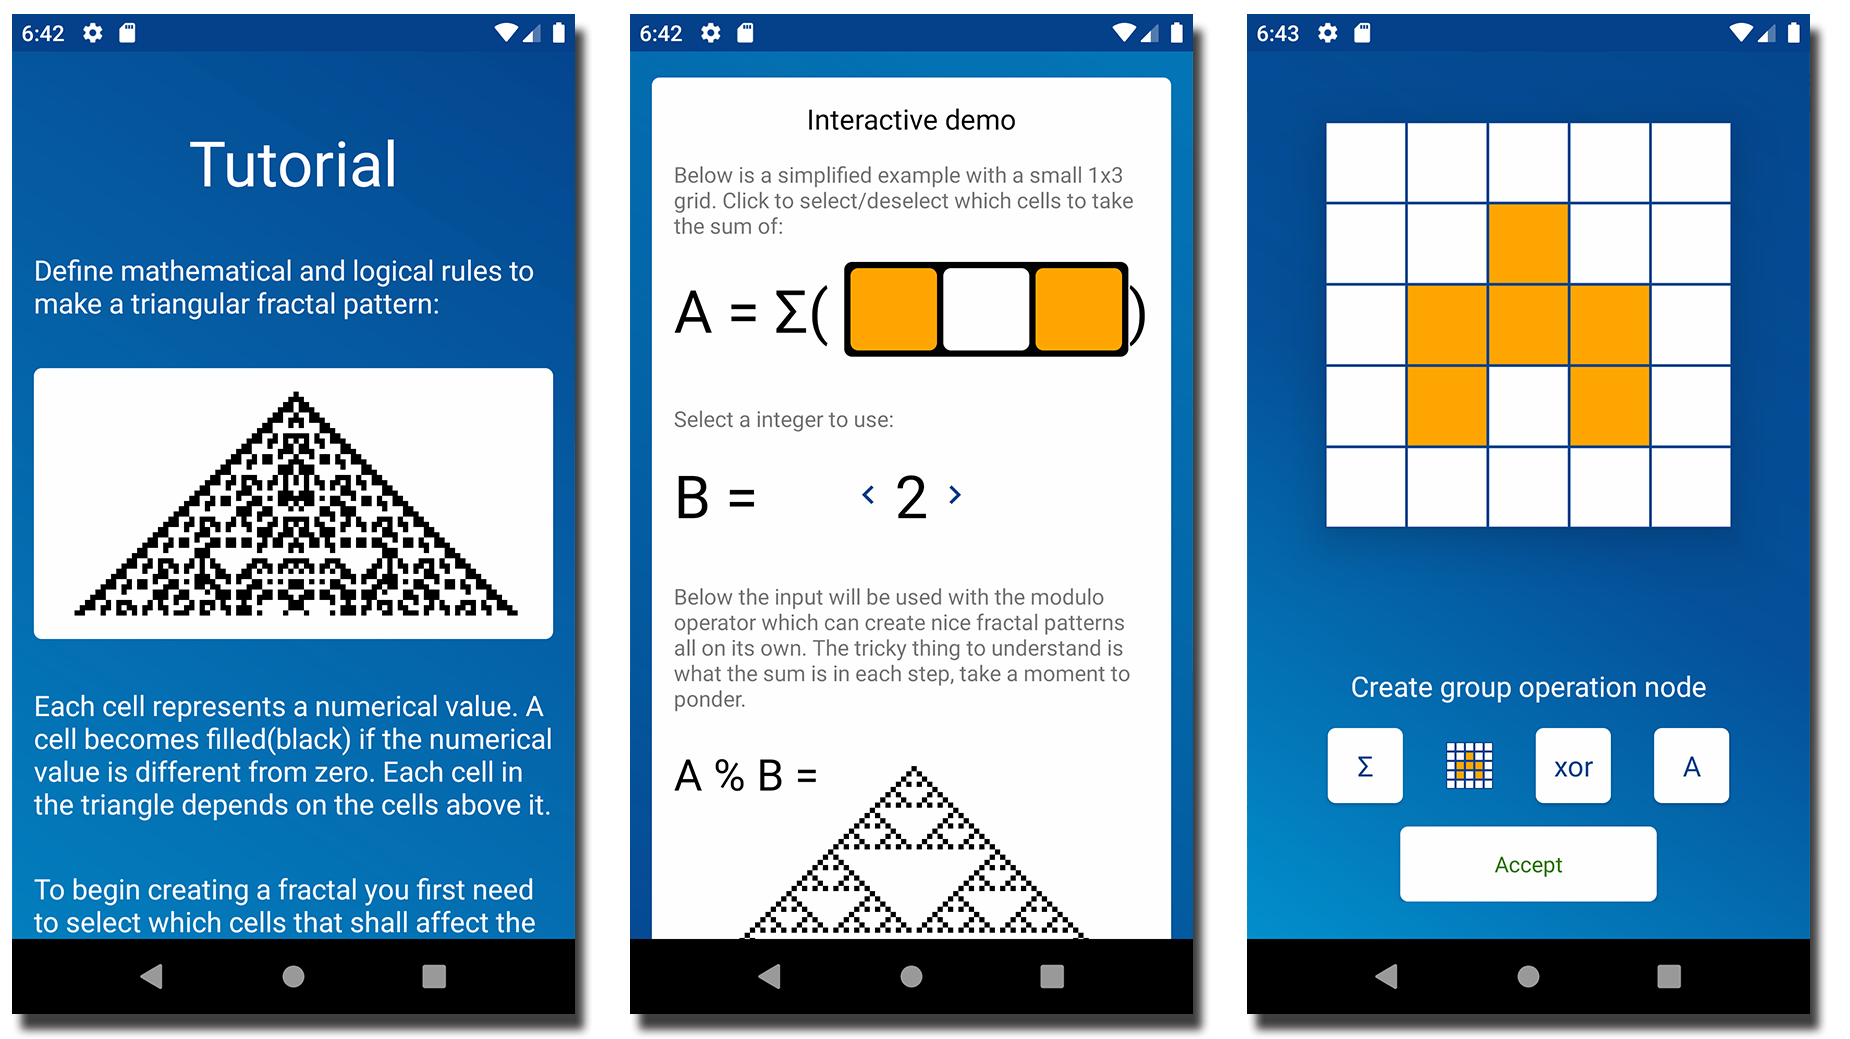 6:42
Tutorial
Define mathematical and logical rules to
make a triangular fractal pattern:
Each cell represents a numerical value. A
cell becomes filled(black) if the numerical
value is different from zero. Each cell in
the triangle depends on the cells above it.
To begin creating a fractal you first need
to select which cells that shall affect the
6:42
Interactive demo
Below is a simplified example with a small 1x3
grid. Click to select/deselect which cells to take
the sum of:
A = Σ( )
Select a integer to use:
B = < 2 >
Below the input will be used with the modulo
operator which can create nice fractal patterns
all on its own. The tricky thing to understand is
what the sum is in each step, take a moment to
ponder.
A % B =
6:43
Create group operation node
Σ xor A
Accept